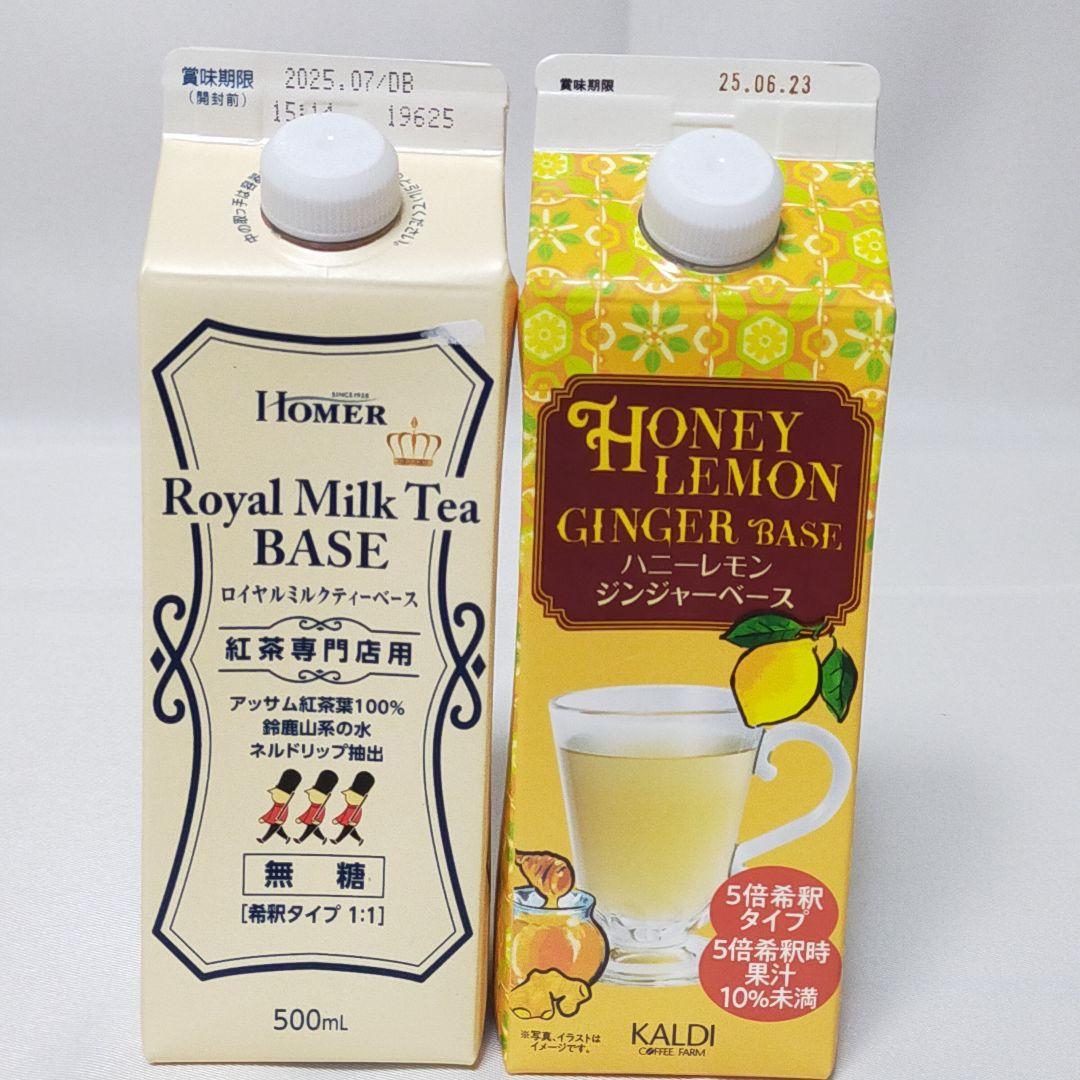 賞味期限
(開封前)
2025.07/DB
19625
SINCE 1928
HOMER
Royal Milk Tea
BASE
ロイヤルミルクティーベース
紅茶専門店用
アッサム紅茶葉100%
鈴鹿山系の水
ネルドリップ抽出
無糖
[希釈タイプ 1:1]
500mL
賞味期限
25.06.23
HONEY
LEMON
GINGER BASE
ハニーレモン
ジンジャーベース
5倍希釈
タイプ
5倍希釈時
果汁
10%未満
※写真、イラストは
イメージです。
KALDI
COFFEE FARM